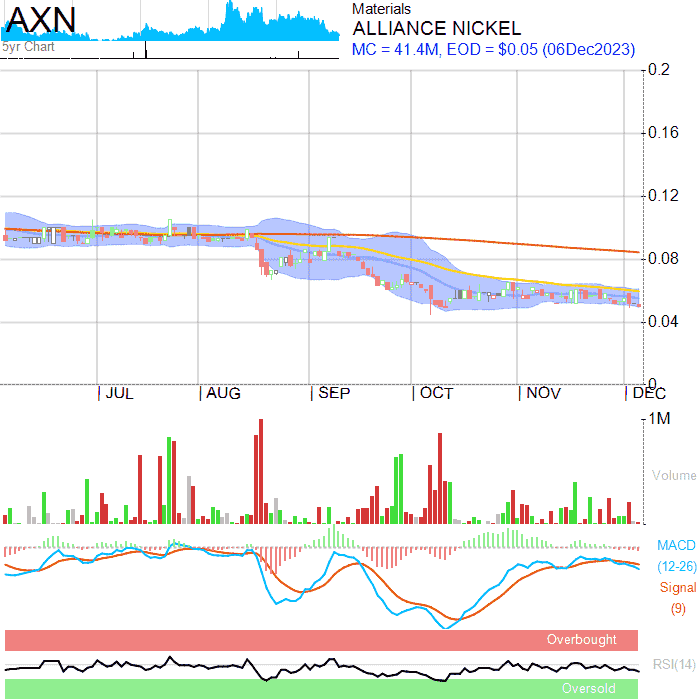 AXN
5yr Chart
Materials
ALLIANCE NICKEL
MC = 41.4M, EOD = $0.05 (06Dec2023)
0.2
0.16
0.12
0.08
0.04
0
JUL AUG SEP OCT NOV DEC
1M
Volume
MACD
(12-26)
Signal
(9)
Overbought
RSI(14)
Oversold